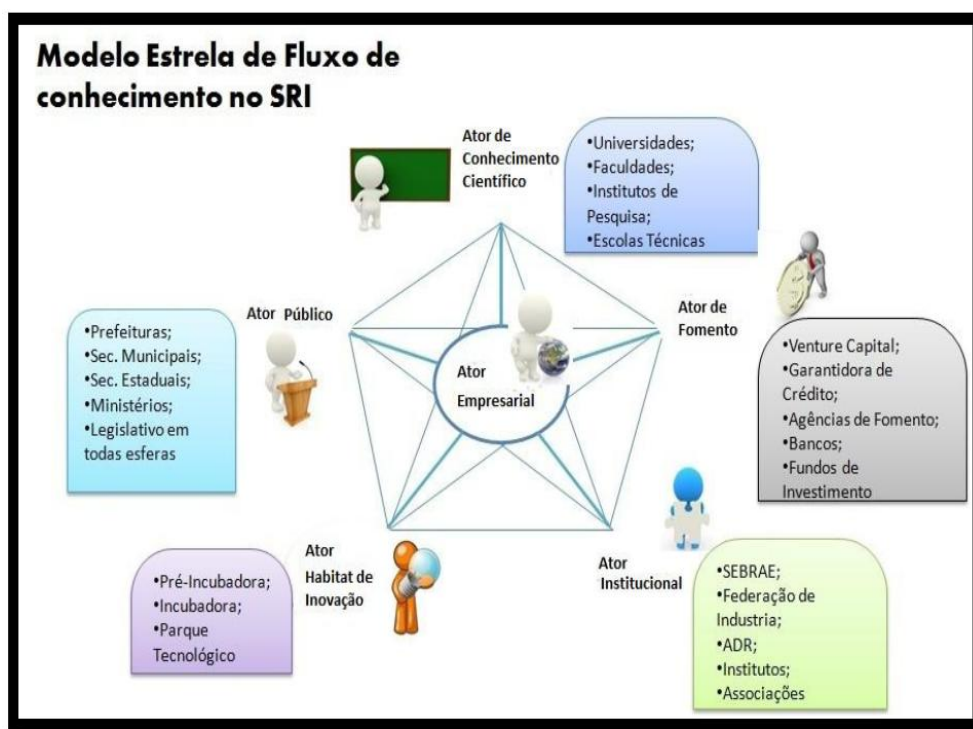 Modelo Estrela de Fluxo de
conhecimento no SRI
Ator de
Conhecimento
Científico
•Universidades;
•Faculdades;
•Institutos de
Pesquisa;
•Escolas Técnicas
Ator Público
•Prefeituras;
•Sec. Municipais;
•Sec. Estaduais;
•Ministérios;
•Legislativo em
todas esferas
Ator de
Fomento
•Venture Capital;
•Garantidora de
Crédito;
•Agências de Fomento;
•Bancos;
•Fundos de
Investimento
Ator
Empresarial
Ator
Habitat de
Inovação
•Pré-Incubadora;
•Incubadora;
•Parque
Tecnológico
Ator
Institucional
•SEBRAE;
•Federação de
Industria;
•ADR;
•Institutos;
•Associações